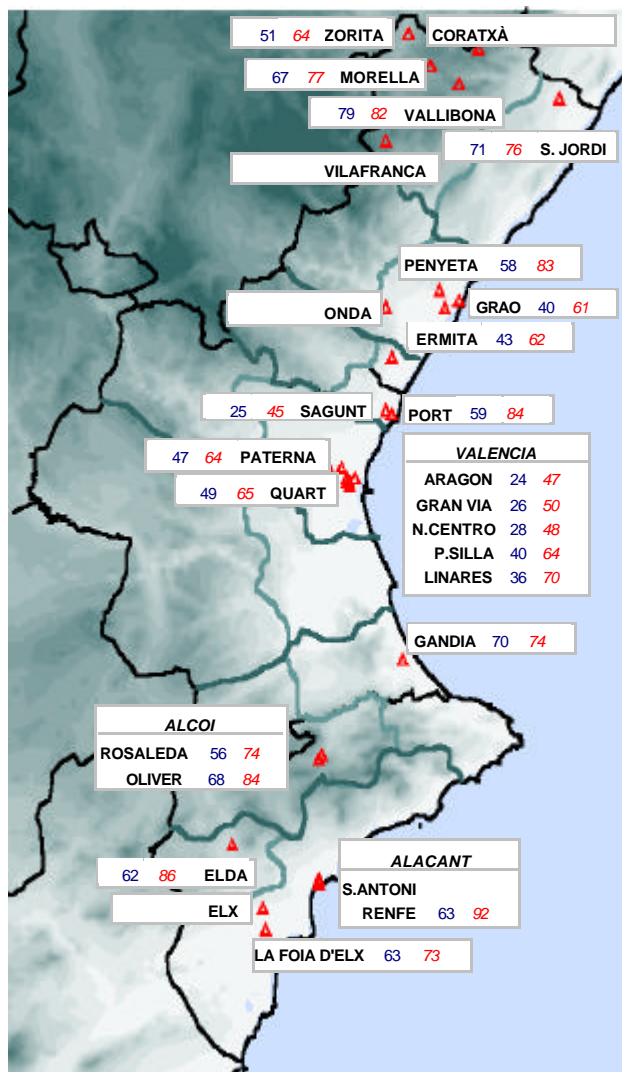 51 64 ZORITA
CORATXÀ
67 77 MORELLA
79 82 VALLIBONA
71 76 S. JORDI
VILAFRANCA
PENYETA 58 83
ONDA
GRAO 40 61
ERMITA 43 62
25 45 SAGUNT
PORT 59 84
47 64 PATERNA
49 65 QUART
VALENCIA
ARAGON 24 47
GRAN VIA 26 50
N.CENTRO 28 48
P.SILLA 40 64
LINARES 36 70
GANDIA 70 74
ALCOI
ROSALEDA 56 74
OLIVER 68 84
62 86 ELDA
ELX
ALACANT
S.ANTONI
RENFE 63 92
LA FOIA D'ELX 63 73